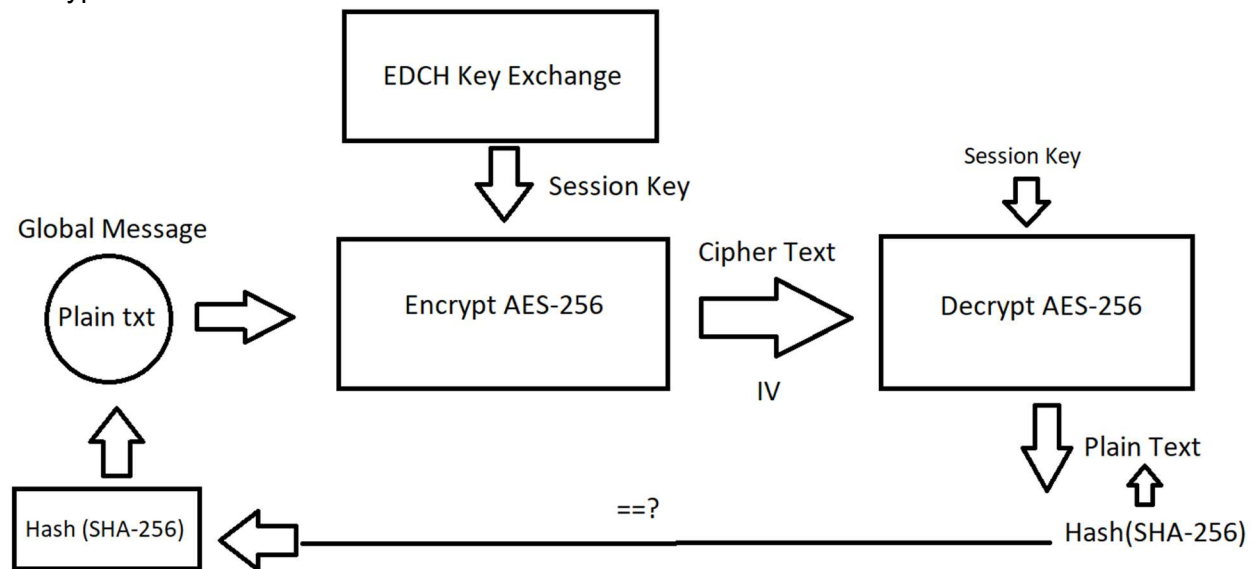 EDCH Key Exchange
Session Key
Session Key
Global Message
Cipher Text
Plain txt
Encrypt AES-256
Decrypt AES-256
IV
Plain Text
==?
Hash (SHA-256)
Hash(SHA-256)